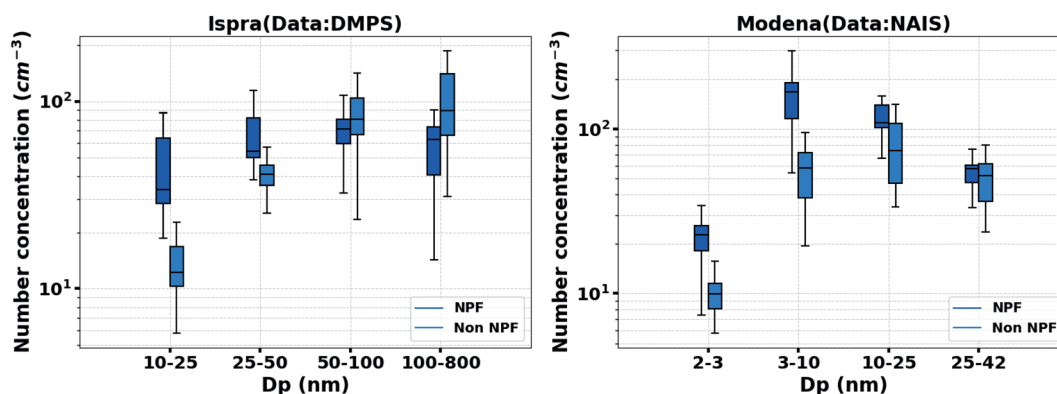 Ispra(Data:DMPS)
Number concentration (cm⁻³)
10²
10¹
10-25 25-50 50-100 100-800
Dp (nm)
NPF
Non NPF
Modena(Data:NAIS)
Number concentration (cm⁻³)
10²
10¹
2-3 3-10 10-25 25-42
Dp (nm)
NPF
Non NPF